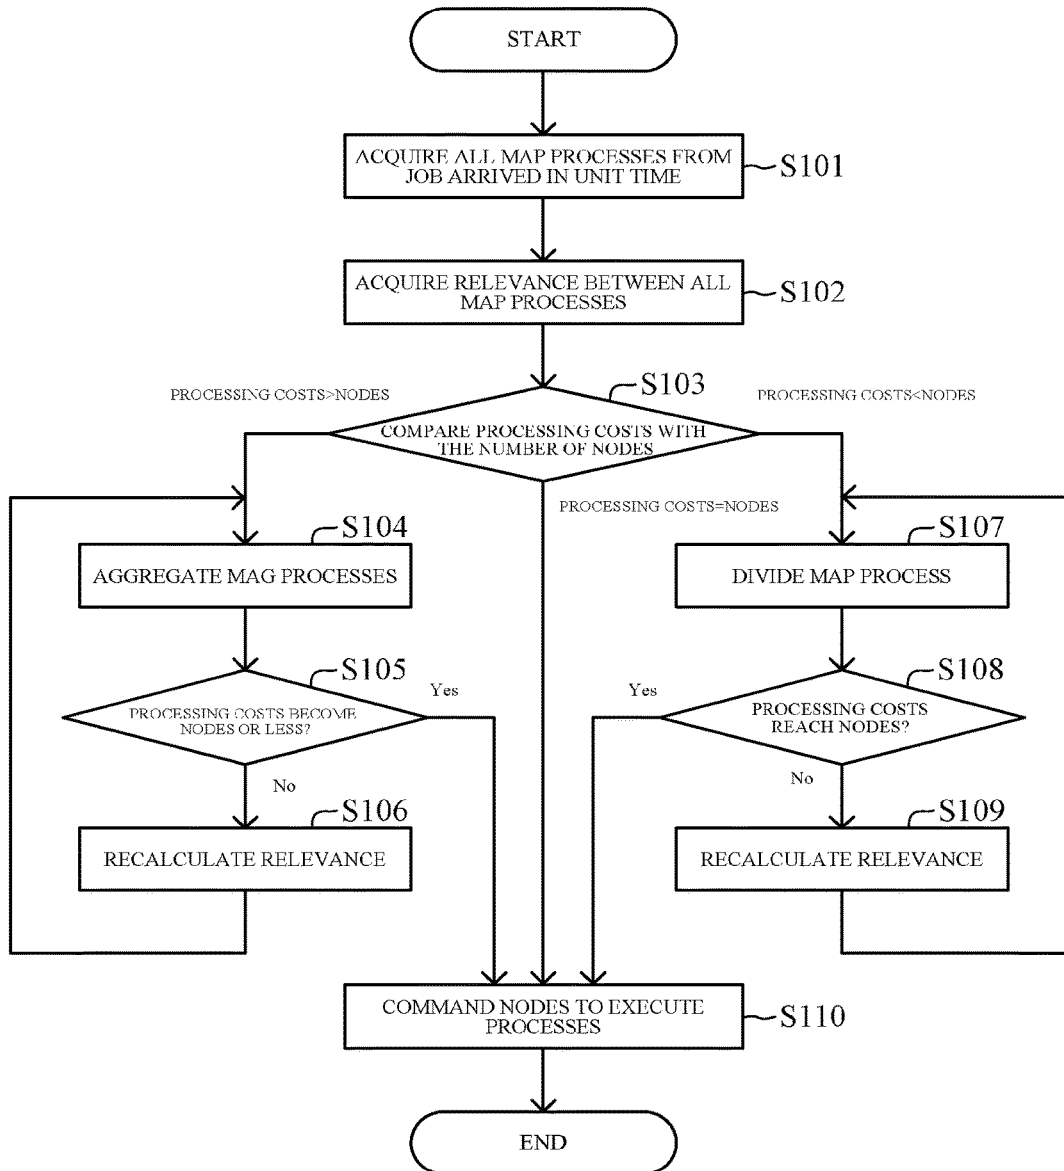 START
ACQUIRE ALL MAP PROCESSES FROM
JOB ARRIVED IN UNIT TIME
S101
ACQUIRE RELEVANCE BETWEEN ALL
MAP PROCESSES
S102
S103
PROCESSING COSTS>NODES
PROCESSING COSTS<NODES
COMPARE PROCESSING COSTS WITH
THE NUMBER OF NODES
PROCESSING COSTS=NODES
S104
AGGREGATE MAG PROCESSES
S107
DIVIDE MAP PROCESS
S105
Yes
PROCESSING COSTS BECOME
NODES OR LESS?
No
S108
Yes
PROCESSING COSTS
REACH NODES?
No
S106
RECALCULATE RELEVANCE
S109
RECALCULATE RELEVANCE
COMMAND NODES TO EXECUTE
PROCESSES
S110
END